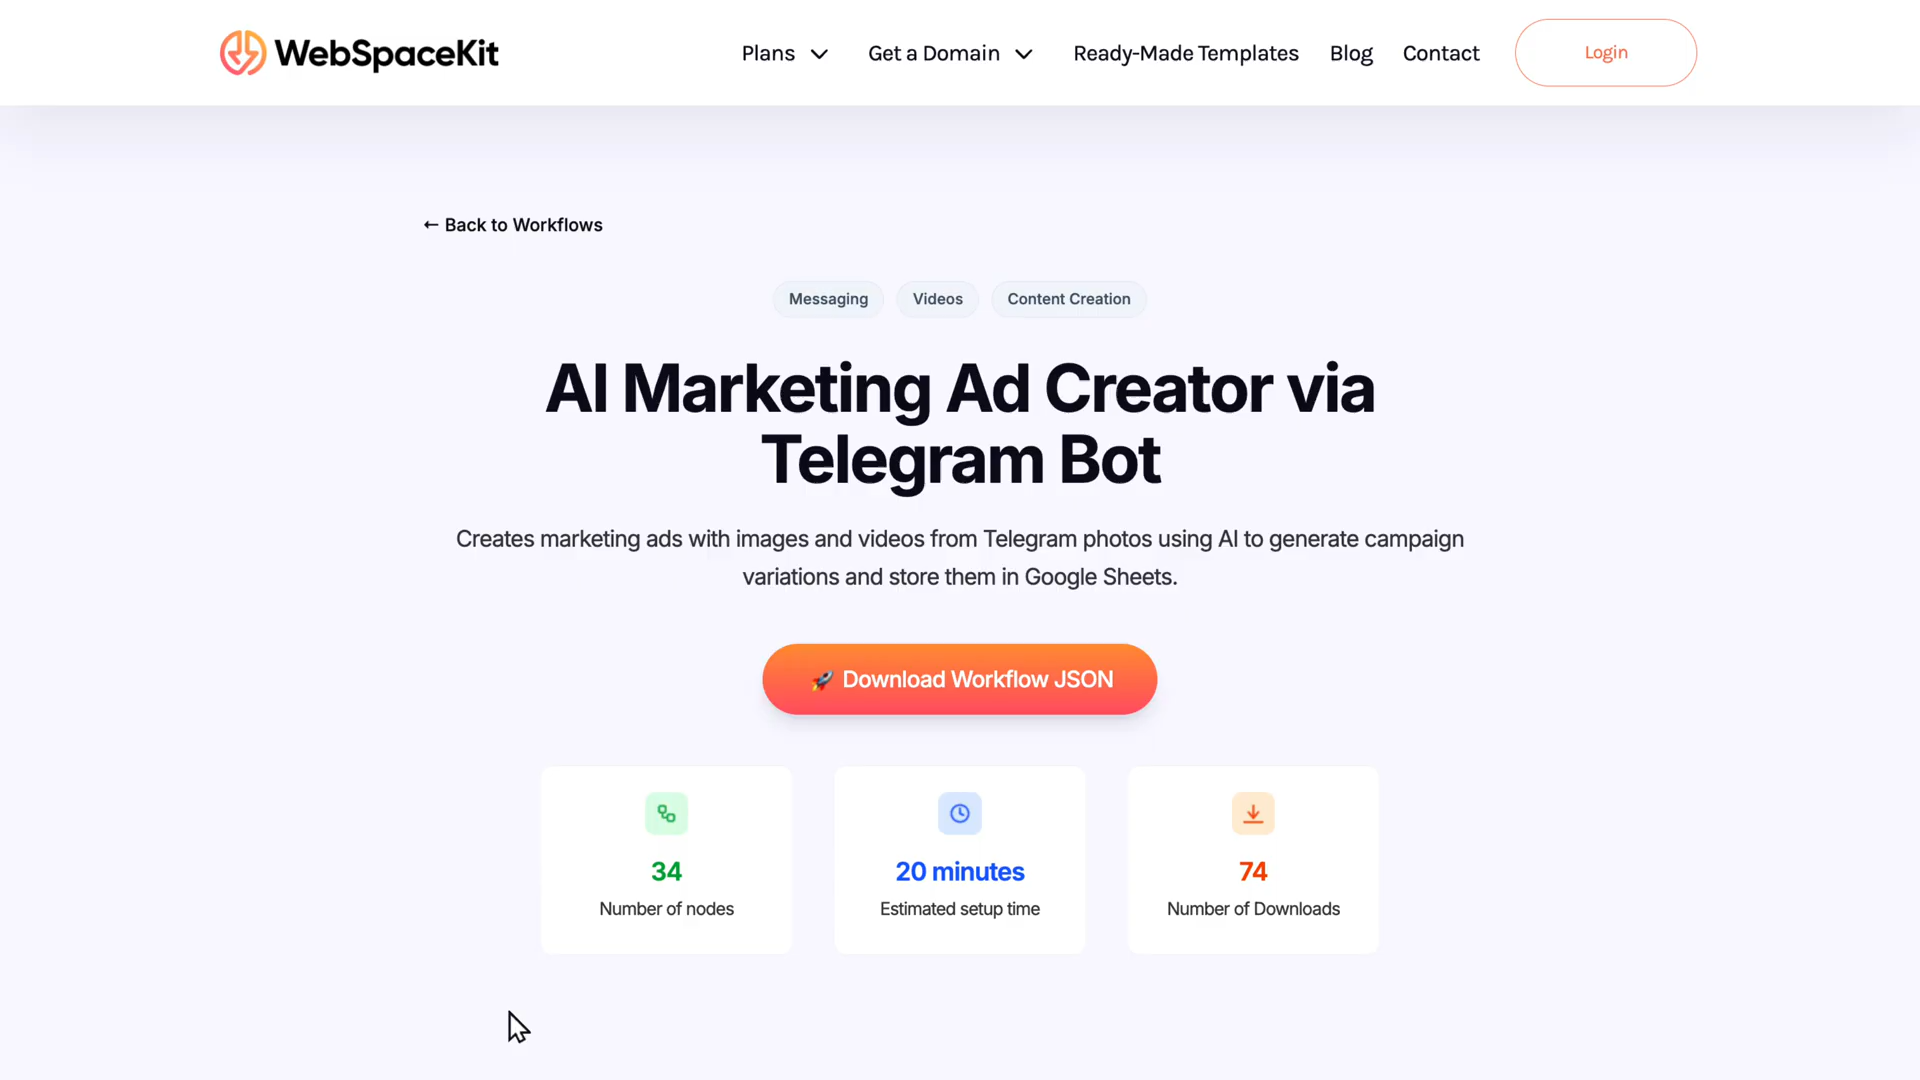 WebSpaceKit
Plans
Get a Domain
Ready-Made Templates
Blog
Contact
Login
← Back to Workflows
Messaging
Videos
Content Creation
AI Marketing Ad Creator via
Telegram Bot
Creates marketing ads with images and videos from Telegram photos using AI to generate campaign
variations and store them in Google Sheets.
🚀 Download Workflow JSON
34
Number of nodes
20 minutes
Estimated setup time
74
Number of Downloads